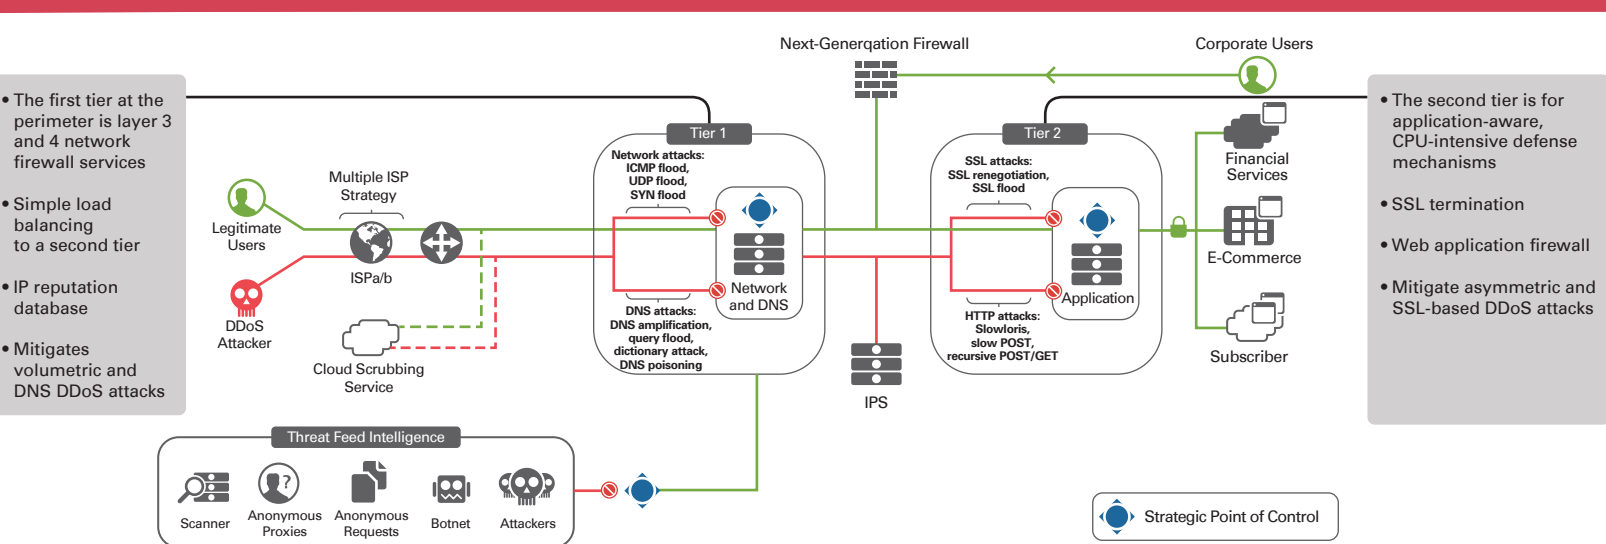 • The first tier at the
perimeter is layer 3
and 4 network
firewall services
• Simple load
balancing
to a second tier
• IP reputation
database
• Mitigates
volumetric and
DNS DDoS attacks
Legitimate
Users
DDoS
Attacker
Multiple ISP
Strategy
ISPa/b
Cloud Scrubbing
Service
Tier 1
Network attacks:
ICMP flood,
UDP flood,
SYN flood
Network
and DNS
DNS attacks:
DNS amplification,
query flood,
dictionary attack,
DNS poisoning
Next-Generqation Firewall
IPS
Tier 2
SSL attacks:
SSL renegotiation,
SSL flood
Application
HTTP attacks:
Slowloris,
slow POST,
recursive POST/GET
Corporate Users
Financial
Services
E-Commerce
Subscriber
• The second tier is for
application-aware,
CPU-intensive defense
mechanisms
• SSL termination
• Web application firewall
• Mitigate asymmetric and
SSL-based DDoS attacks
Threat Feed Intelligence
?
Scanner
Anonymous
Proxies
Anonymous
Requests
Botnet
Attackers
Strategic Point of Control